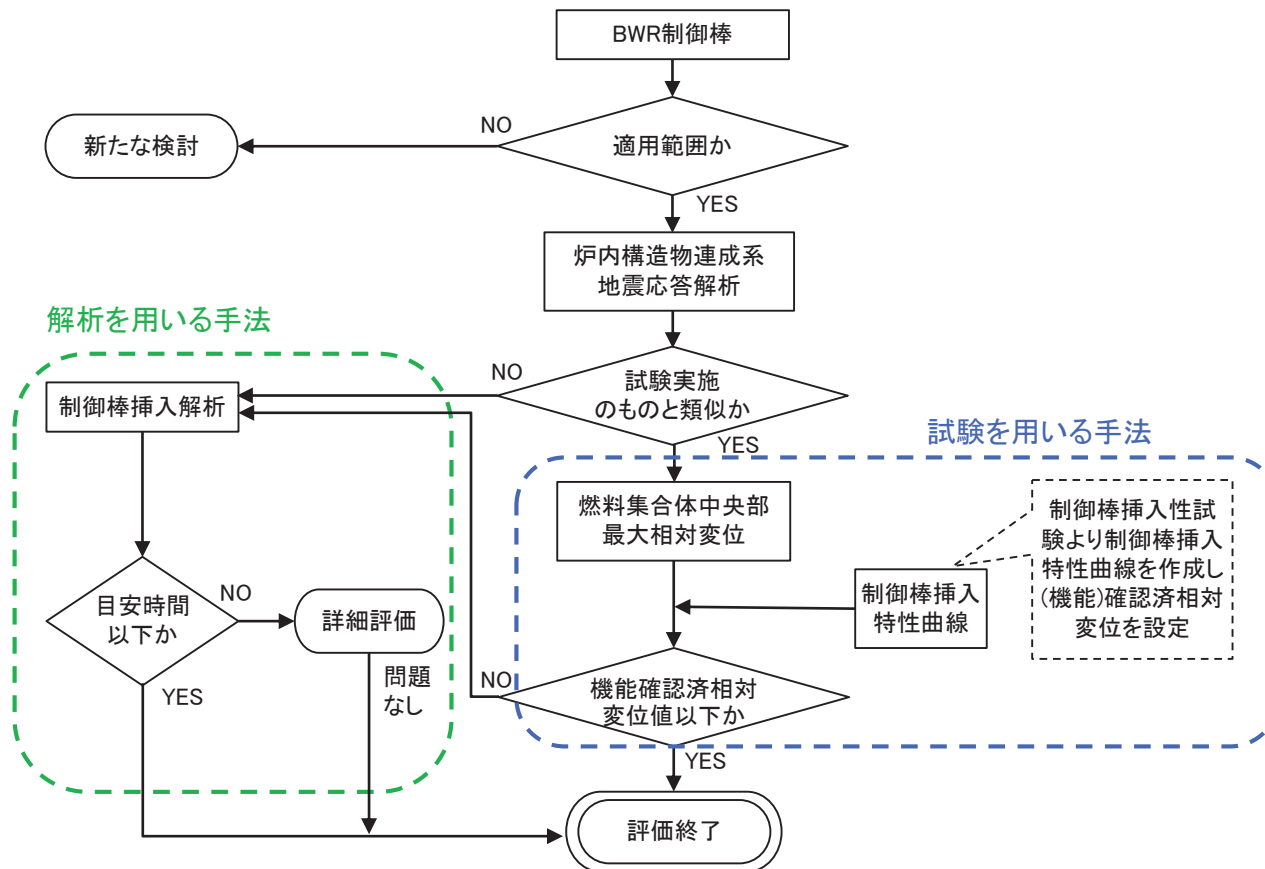 BWR制御棒
適用範囲か
NO
新たな検討
YES
炉内構造物連成系
地震応答解析
解析を用いる手法
試験実施
のものと類似か
NO
制御棒挿入解析
YES
試験を用いる手法
燃料集合体中央部
最大相対変位
制御棒挿入性試
験より制御棒挿入
特性曲線を作成し
(機能)確認済相対
変位を設定
制御棒挿入
特性曲線
目安時間
以下か
NO
詳細評価
問題
なし
YES
機能確認済相対
変位値以下か
NO
YES
評価終了